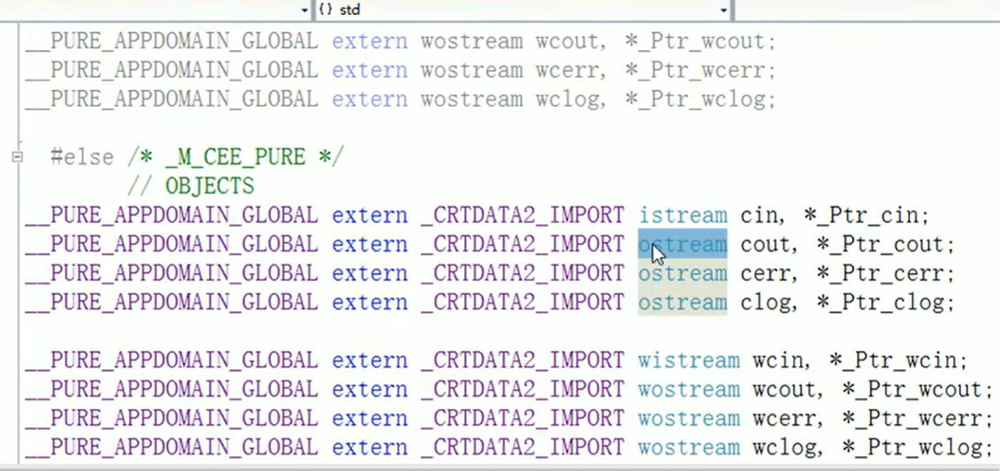 {} std
__PURE_APPDOMAIN_GLOBAL extern wostream wcout, *_Ptr_wcout;
__PURE_APPDOMAIN_GLOBAL extern wostream wcerr, *_Ptr_wcerr;
__PURE_APPDOMAIN_GLOBAL extern wostream wclog, *_Ptr_wclog;
#else /* _M_CEE_PURE */
// OBJECTS
__PURE_APPDOMAIN_GLOBAL extern _CRTDATA2_IMPORT istream cin, *_Ptr_cin;
__PURE_APPDOMAIN_GLOBAL extern _CRTDATA2_IMPORT ostream cout, *_Ptr_cout;
__PURE_APPDOMAIN_GLOBAL extern _CRTDATA2_IMPORT ostream cerr, *_Ptr_cerr;
__PURE_APPDOMAIN_GLOBAL extern _CRTDATA2_IMPORT ostream clog, *_Ptr_clog;
__PURE_APPDOMAIN_GLOBAL extern _CRTDATA2_IMPORT wistream wcin, *_Ptr_wcin;
__PURE_APPDOMAIN_GLOBAL extern _CRTDATA2_IMPORT wostream wcout, *_Ptr_wcout;
__PURE_APPDOMAIN_GLOBAL extern _CRTDATA2_IMPORT wostream wcerr, *_Ptr_wcerr;
__PURE_APPDOMAIN_GLOBAL extern _CRTDATA2_IMPORT wostream wclog, *_Ptr_wclog;